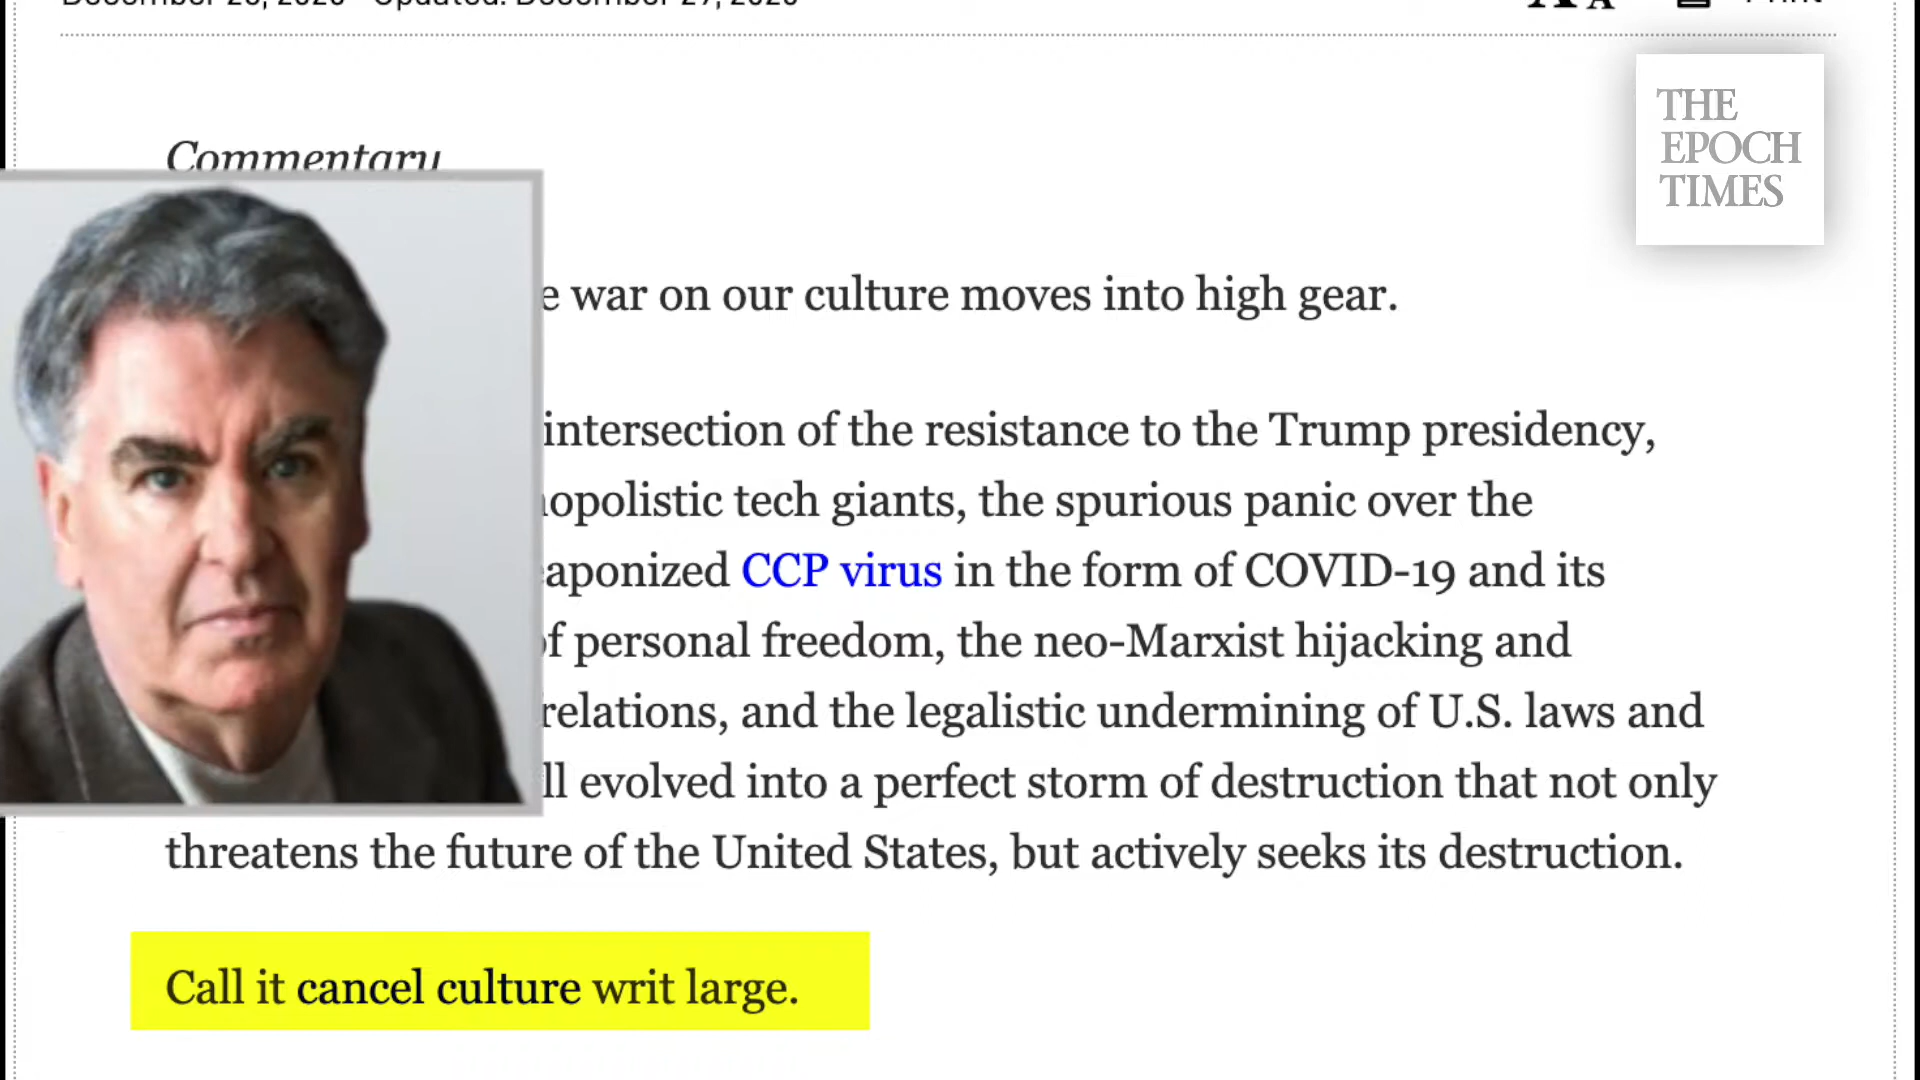 Commentary
THE
EPOCH
TIMES
war on our culture moves into high gear.
intersection of the resistance to the Trump presidency,
tech giants, the spurious panic over the
CCP virus in the form of COVID-19 and its
personal freedom, the neo-Marxist hijacking and
relations, and the legalistic undermining of U.S. laws and
evolved into a perfect storm of destruction that not only
threatens the future of the United States, but actively seeks its destruction.
Call it cancel culture writ large.